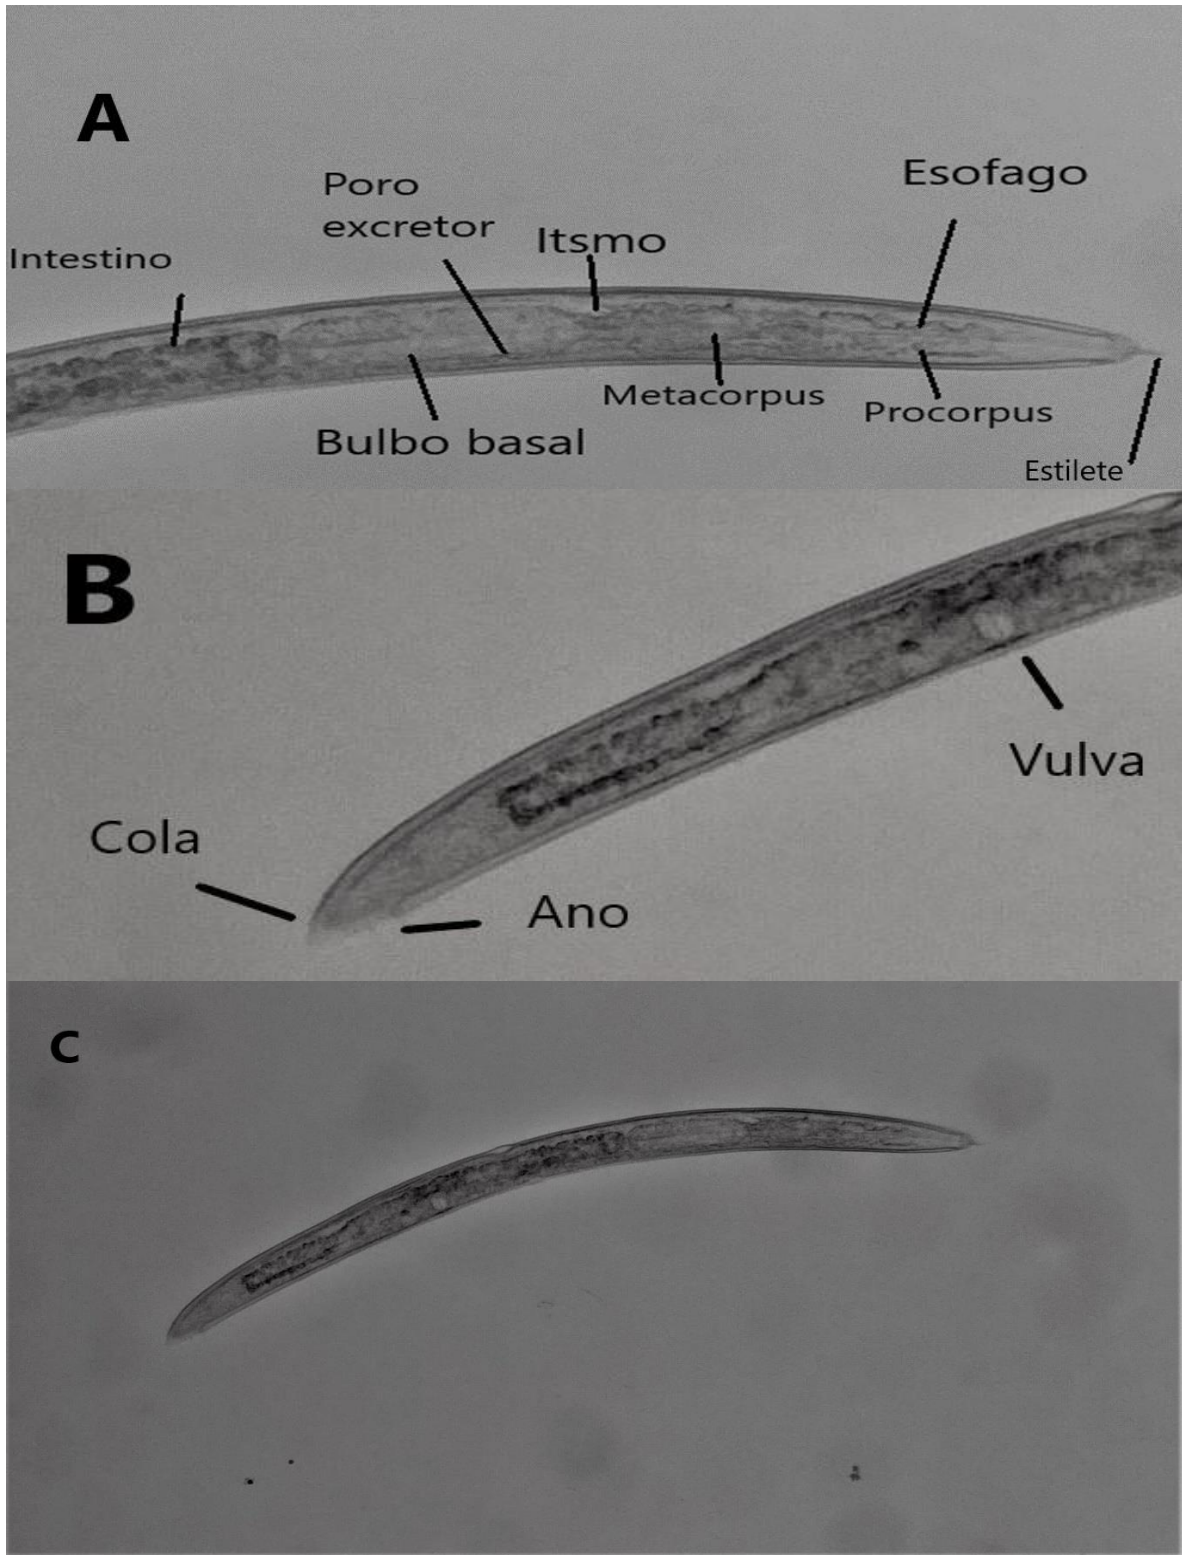 A
Esofago
Poro
excretor
Itsmo
Intestino
Metacorpus
Procorpus
Bulbo basal
Estilete
B
Vulva
Cola
Ano
C